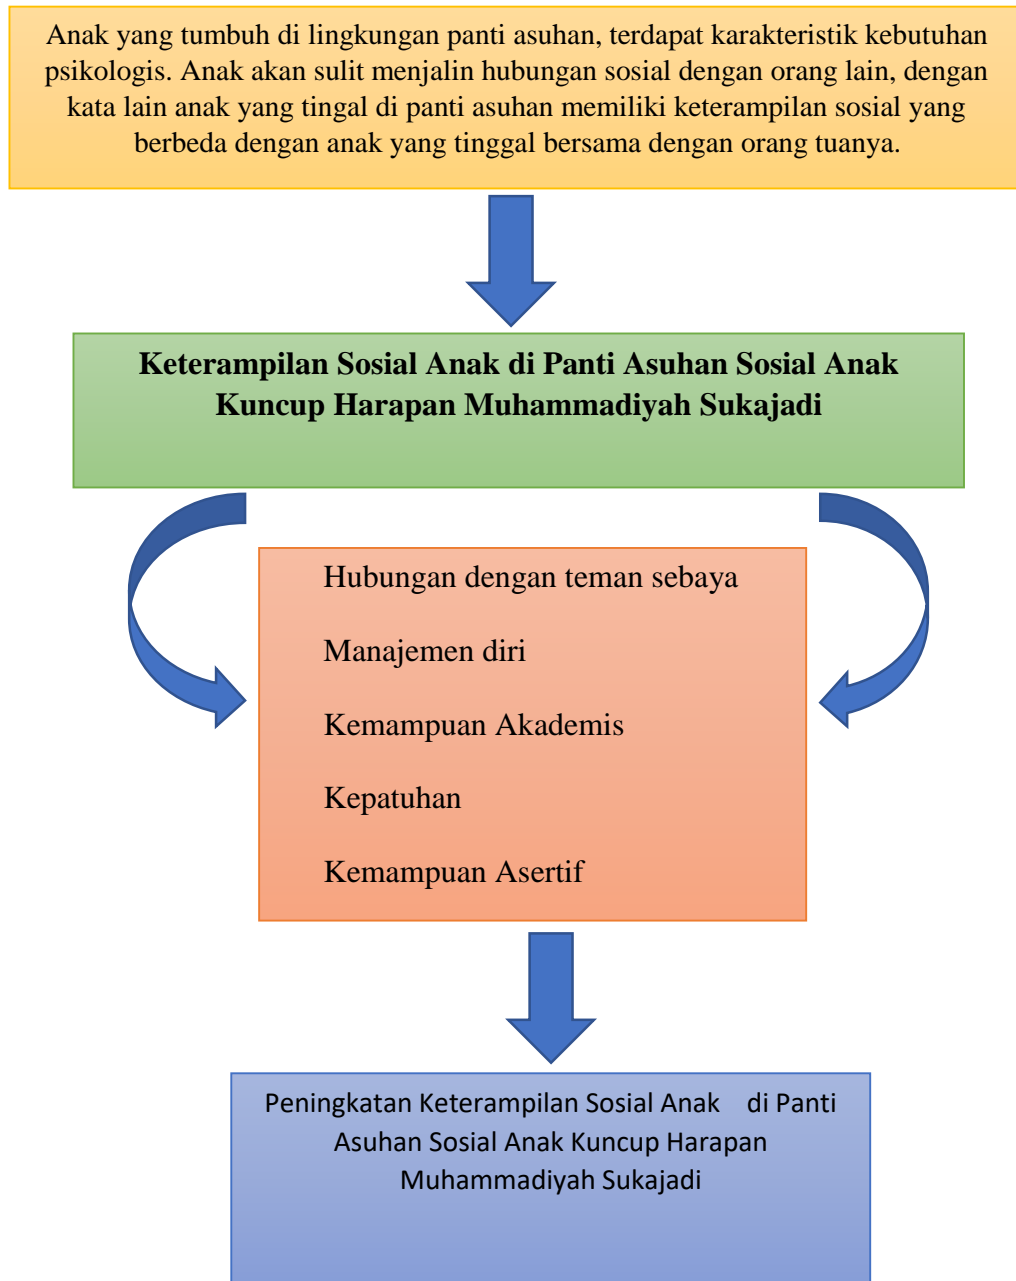 Anak yang tumbuh di lingkungan panti asuhan, terdapat karakteristik kebutuhan
psikologis. Anak akan sulit menjalin hubungan sosial dengan orang lain, dengan
kata lain anak yang tingal di panti asuhan memiliki keterampilan sosial yang
berbeda dengan anak yang tinggal bersama dengan orang tuanya.
Keterampilan Sosial Anak di Panti Asuhan Sosial Anak
Kuncup Harapan Muhammadiyah Sukajadi
Hubungan dengan teman sebaya
Manajemen diri
Kemampuan Akademis
Kepatuhan
Kemampuan Asertif
Peningkatan Keterampilan Sosial Anak di Panti
Asuhan Sosial Anak Kuncup Harapan
Muhammadiyah Sukajadi